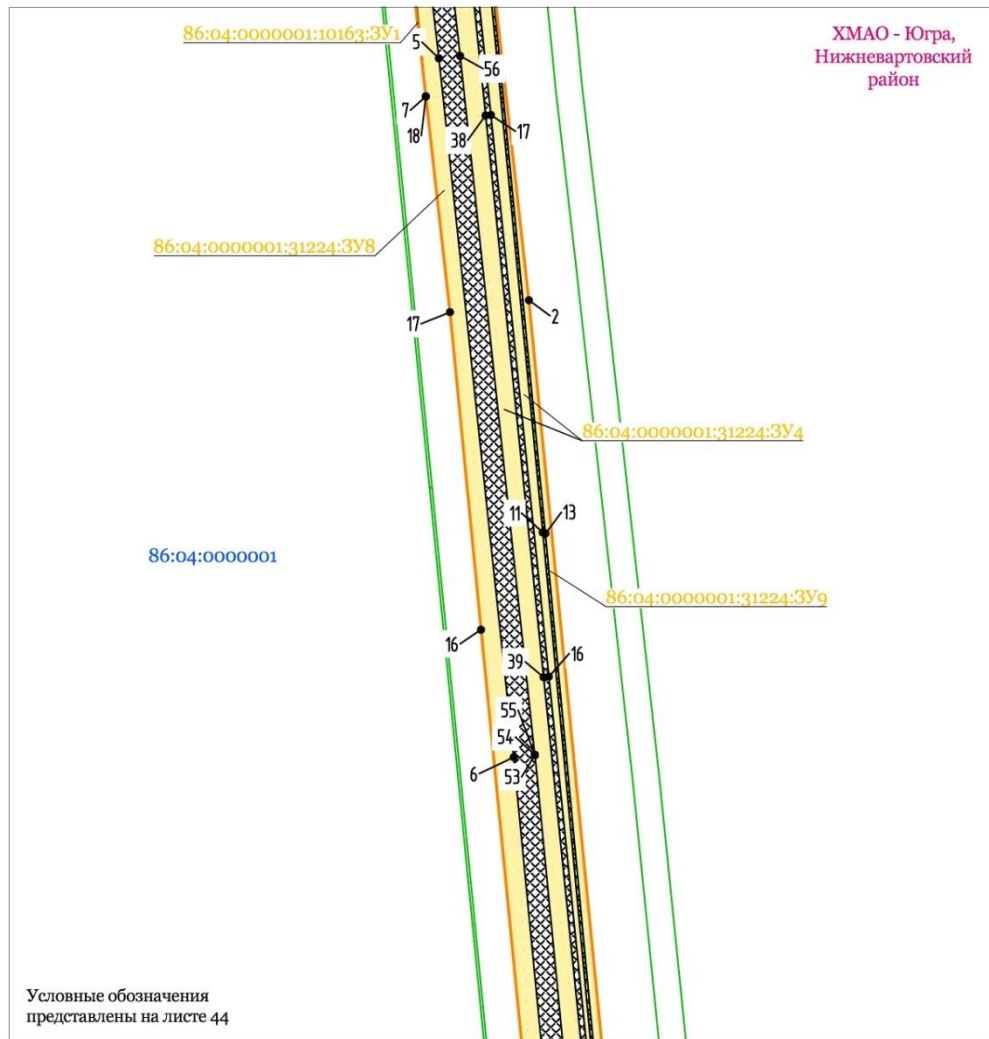 86:04:0000001:10163:ЗУ1
ХМАО - Югра,
Нижневартовский
район
5
56
7
18
38
17
86:04:0000001:31224:ЗУ8
2
17
86:04:0000001:31224:ЗУ4
11
13
86:04:0000001
86:04:0000001:31224:ЗУ9
16
39
16
55
54
6
53
Условные обозначения
представлены на листе 44